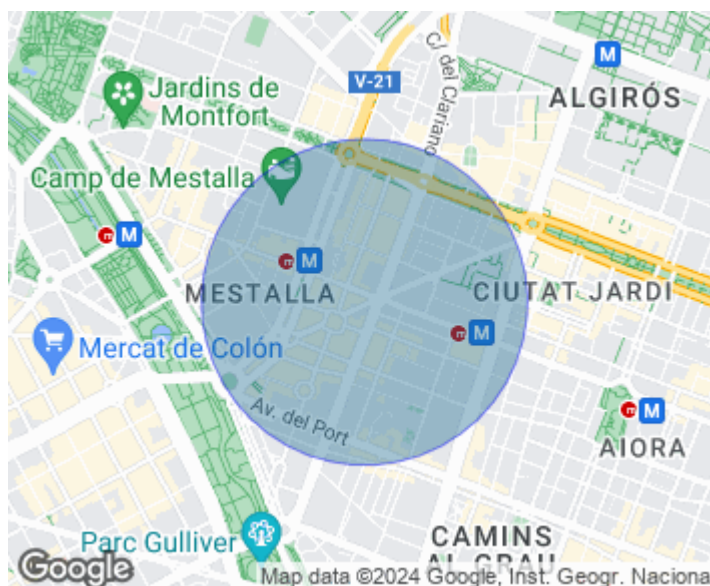 V-21
C/ del Clariano
Jardins de
Montfort
ALGIRÓS
M
Camp de Mestalla
M
M
MESTALLA
CIUTAT JARDÍ
Mercat de Colón
M
M
Av. del Port
AIORA
Parc Gulliver
CAMINS
AL GRAU
Google
Map data ©2024 Google, Inst. Geogr. Naciona